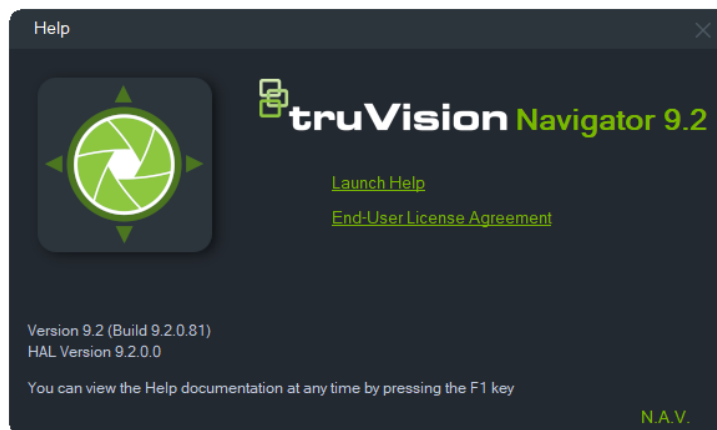 Help
truVision Navigator 9.2
Launch Help
End-User License Agreement
Version 9.2 (Build 9.2.0.81)
HAL Version 9.2.0.0
You can view the Help documentation at any time by pressing the F1 key
N.A.V.